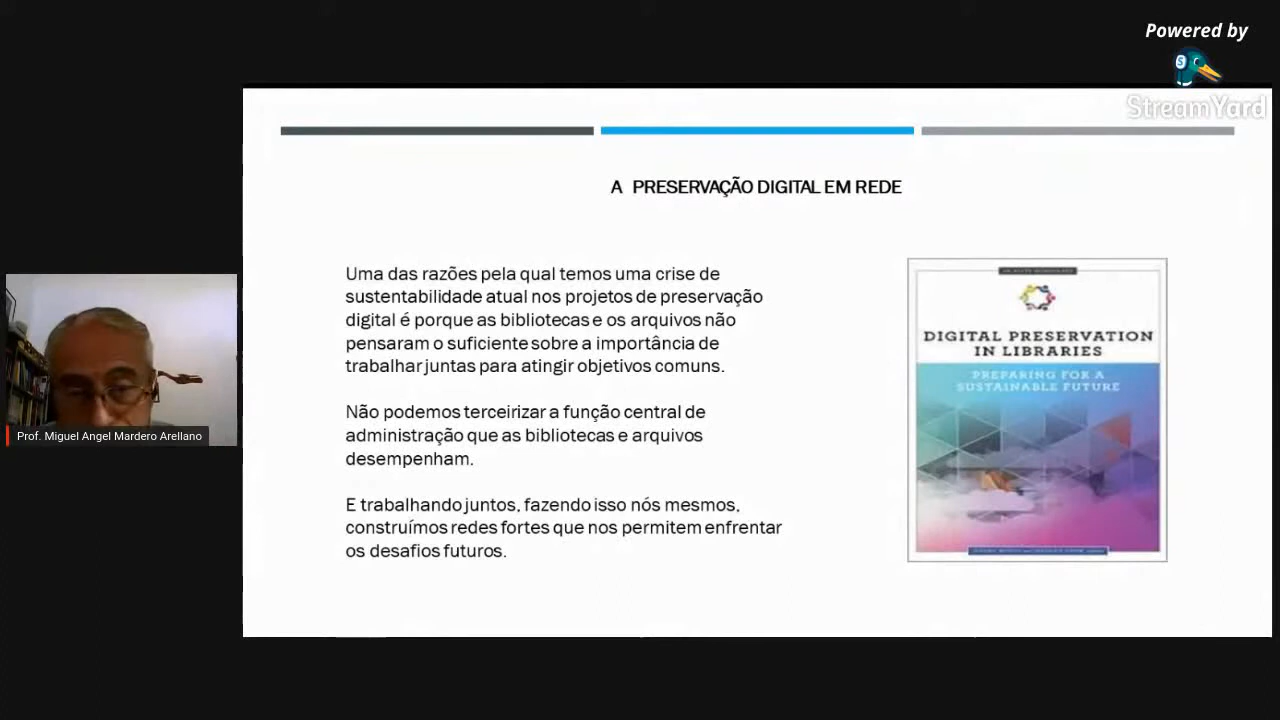 Powered by
S
StreamYard
A PRESERVAÇÃO DIGITAL EM REDE
Uma das razões pela qual temos uma crise de
sustentabilidade atual nos projetos de preservação
digital é porque as bibliotecas e os arquivos não
pensaram o suficiente sobre a importância de
trabalhar juntas para atingir objetivos comuns.
Não podemos terceirizar a função central de
administração que as bibliotecas e arquivos
desempenham.
E trabalhando juntos, fazendo isso nós mesmos,
construímos redes fortes que nos permitem enfrentar
os desafios futuros.
DIGITAL PRESERVATION
IN LIBRARIES
PREPARING FOR A
SUSTAINABLE FUTURE
Prof. Miguel Angel Mardero Arellano